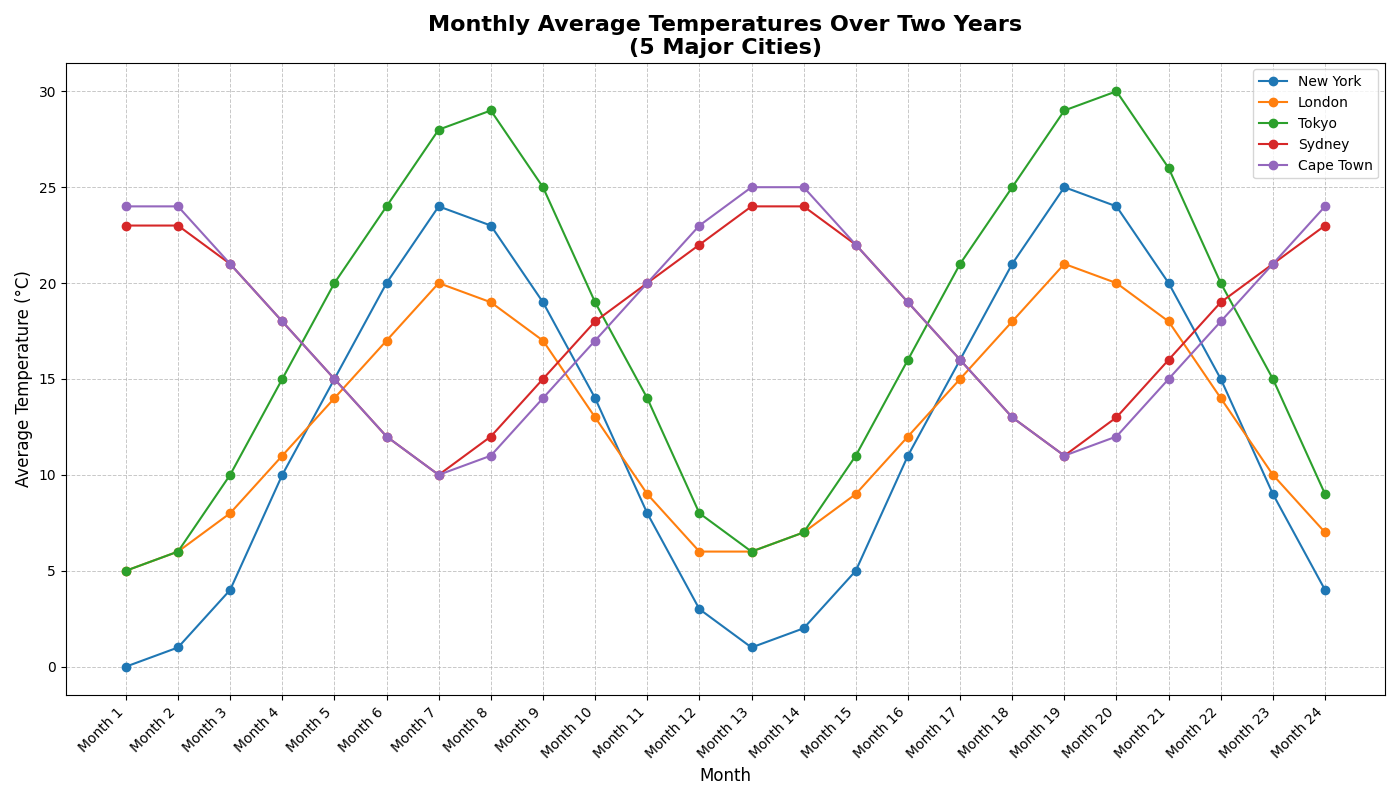 Monthly Average Temperatures Over Two Years
(5 Major Cities)
Average Temperature (°C)
30
25
20
15
10
5
0
New York
London
Tokyo
Sydney
Cape Town
Month 1
Month 2
Month 3
Month 4
Month 5
Month 6
Month 7
Month 8
Month 9
Month 10
Month 11
Month 12
Month 13
Month 14
Month 15
Month 16
Month 17
Month 18
Month 19
Month 20
Month 21
Month 22
Month 23
Month 24
Month